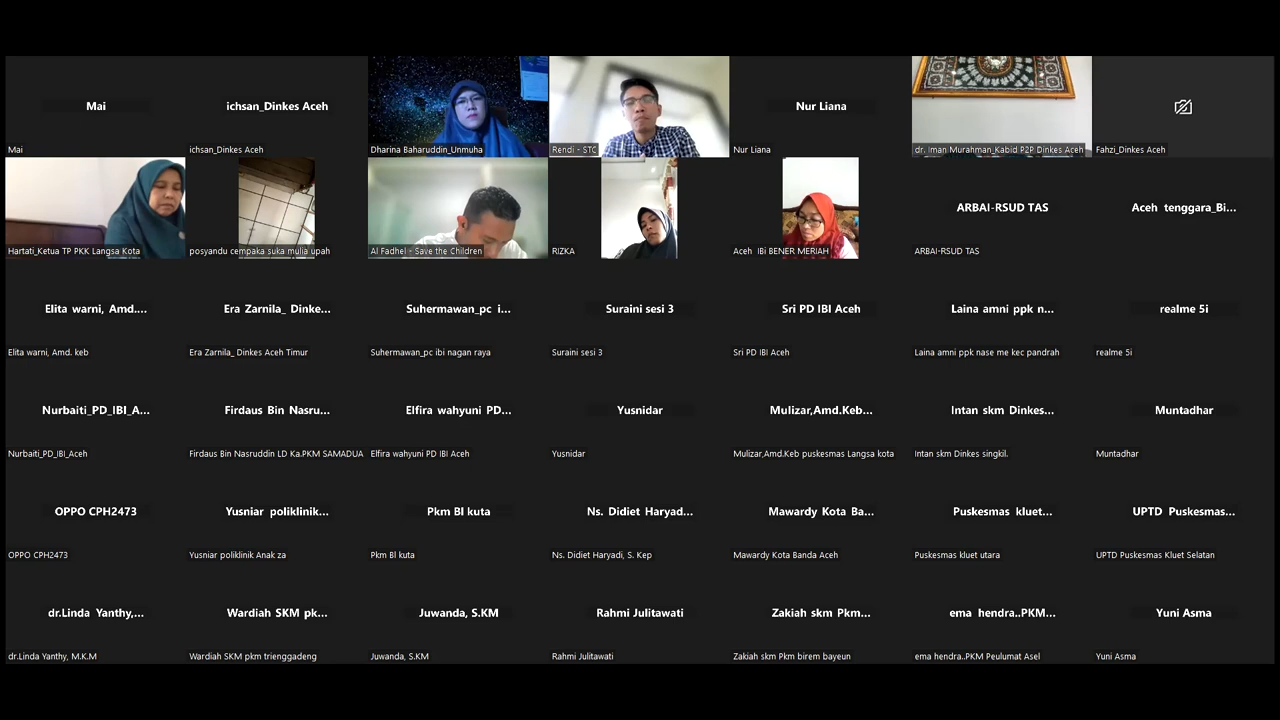 Mai
ichsan_Dinkes Aceh
Nur Liana
Mai
ichsan_Dinkes Aceh
Dharina Baharuddin_Unmuha
Rendi - STC
Nur Liana
dr. Iman Murahman_Kabid P2P Dinkes Aceh
Fahzi_Dinkes Aceh
ARBAI-RSUD TAS
Aceh tenggara_Bi...
Hartati_Ketua TP PKK Langsa Kota
posyandu cempaka suka mulia upah
Al Fadhel - Save the Children
RIZKA
Aceh IBi BENER MERIAH
ARBAI-RSUD TAS
Elita warni, Amd....
Era Zarnila_ Dinke...
Suhermawan_pc i...
Suraini sesi 3
Sri PD IBI Aceh
Laina amni ppk n...
realme 5i
Elita warni, Amd. keb
Era Zarnila_ Dinkes Aceh Timur
Suhermawan_pc ibi nagan raya
Suraini sesi 3
Sri PD IBI Aceh
Laina amni ppk nase me kec pandrah
realme 5i
Nurbaiti_PD_IBI_A...
Firdaus Bin Nasru...
Elfira wahyuni PD...
Yusnidar
Mulizar,Amd.Keb...
Intan skm Dinkes...
Muntadhar
Nurbaiti_PD_IBI_Aceh
Firdaus Bin Nasruddin LD Ka.PKM SAMADUA
Elfira wahyuni PD IBI Aceh
Yusnidar
Mulizar,Amd.Keb puskesmas Langsa kota
Intan skm Dinkes singkil.
Muntadhar
OPPO CPH2473
Yusniar poliklinik...
Pkm Bl kuta
Ns. Didiet Haryad...
Mawardy Kota Ba...
Puskesmas kluet...
UPTD Puskesmas...
OPPO CPH2473
Yusniar poliklinik Anak za
Pkm Bl kuta
Ns. Didiet Haryadi, S. Kep
Mawardy Kota Banda Aceh
Puskesmas kluet utara
UPTD Puskesmas Kluet Selatan
dr.Linda Yanthy,...
Wardiah SKM pk...
Juwanda, S.KM
Rahmi Julitawati
Zakiah skm Pkm...
ema hendra..PKM...
Yuni Asma
dr.Linda Yanthy, M.K.M
Wardiah SKM pkm trienggadeng
Juwanda, S.KM
Rahmi Julitawati
Zakiah skm Pkm birem bayeun
ema hendra..PKM Peulumat Asel
Yuni Asma